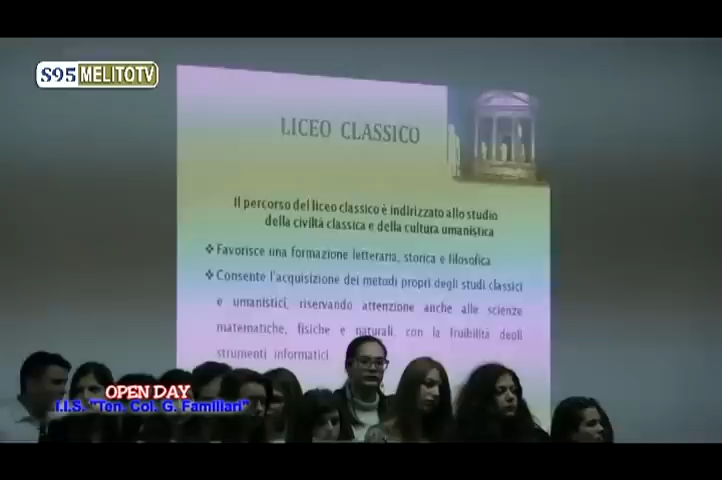 S95 MELITOTV
LICEO CLASSICO
Il percorso del liceo classico è indirizzato allo studio
della civiltà classica e della cultura umanistica
❖ Favorisce una formazione letteraria, storica e filosofica
❖ Consente l'acquisizione dei metodi propri degli studi classici
e umanistici, riservando attenzione anche alle scienze
matematiche, fisiche e naturali, con la fruibilità degli
strumenti informatici
OPEN DAY
I.I.S. "Ten. Col. G. Familiari"